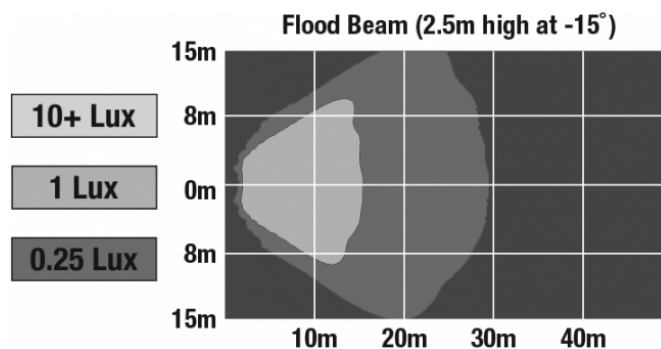 Flood Beam (2.5m high at -15˚)
10+ Lux
1 Lux
0.25 Lux
15m
8m
0m
8m
15m
10m 20m 30m 40m